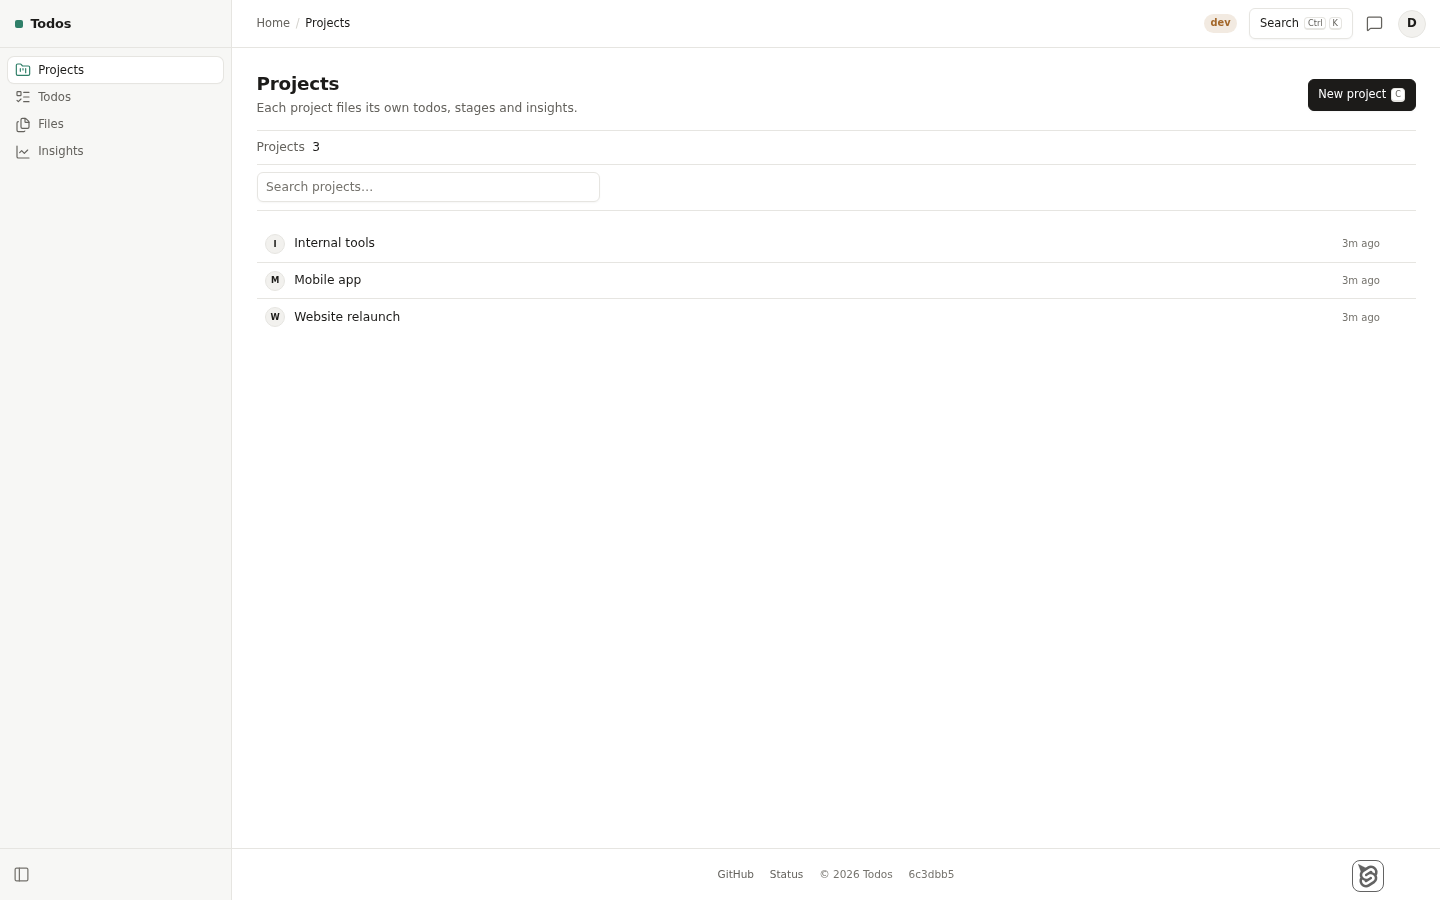 Todos
Projects
Todos
Files
Insights
Home / Projects
dev
Search Ctrl K
D
Projects
Each project files its own todos, stages and insights.
New project C
Projects 3
Search projects...
I Internal tools 3m ago
M Mobile app 3m ago
W Website relaunch 3m ago
GitHub Status © 2026 Todos 6c3dbb5